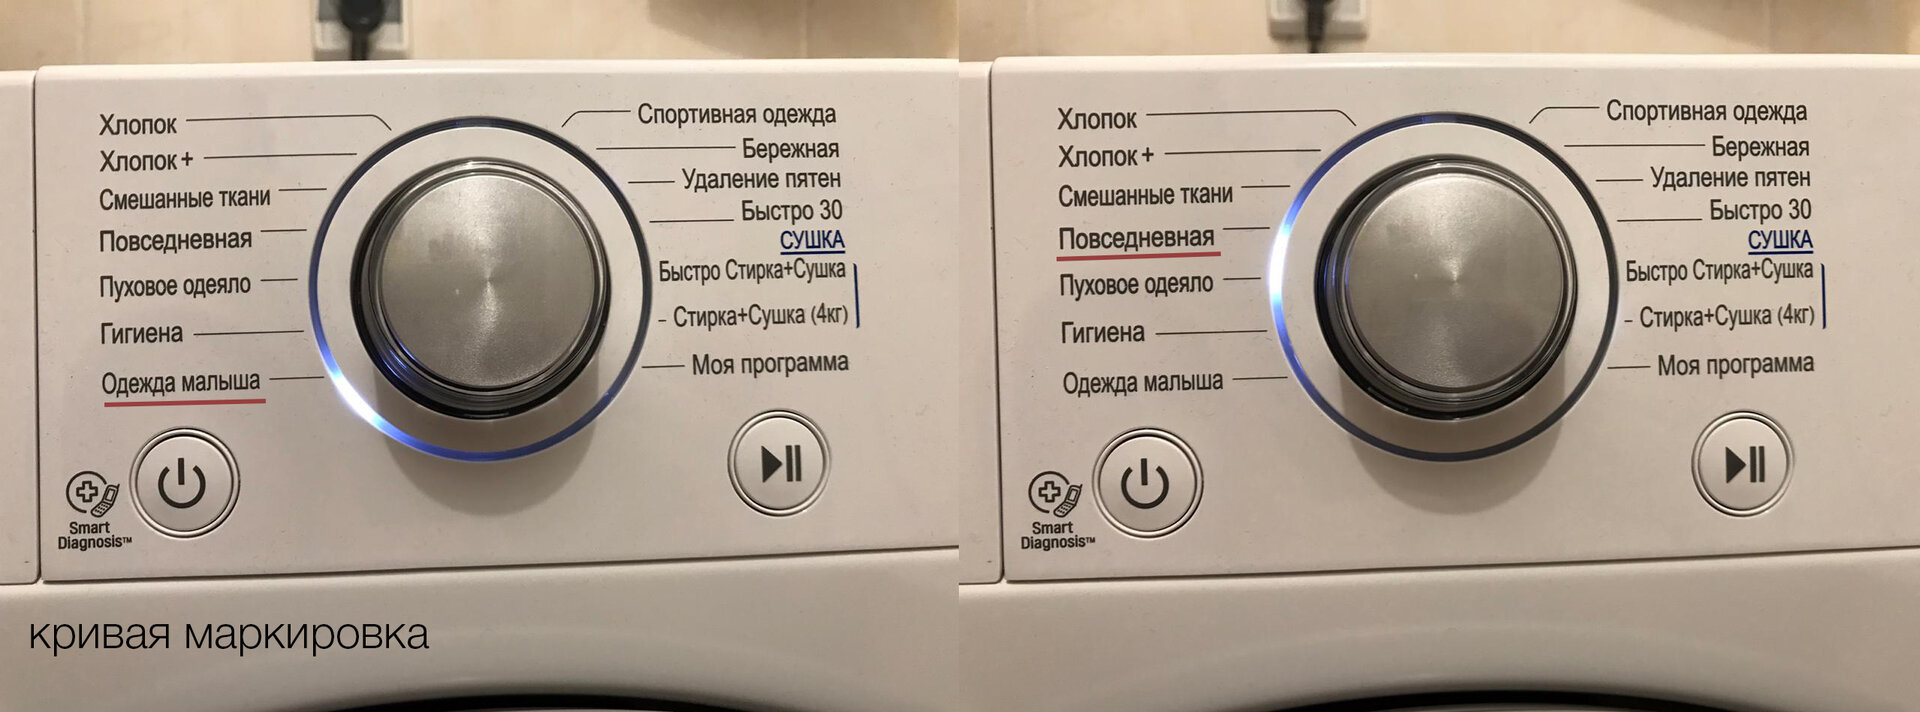 Хлопок
Хлопок+
Смешанные ткани
Повседневная
Пуховое одеяло
Гигиена
Одежда малыша
Спортивная одежда
Бережная
Удаление пятен
Быстро 30
СУШКА
Быстро Стирка+Сушка
Стирка+Сушка (4кг)
Моя программа
Smart
Diagnosis™
кривая маркировка
Хлопок
Хлопок+
Смешанные ткани
Повседневная
Пуховое одеяло
Гигиена
Одежда малыша
Спортивная одежда
Бережная
Удаление пятен
Быстро 30
СУШКА
Быстро Стирка+Сушка
Стирка+Сушка (4кг)
Моя программа
Smart
Diagnosis™